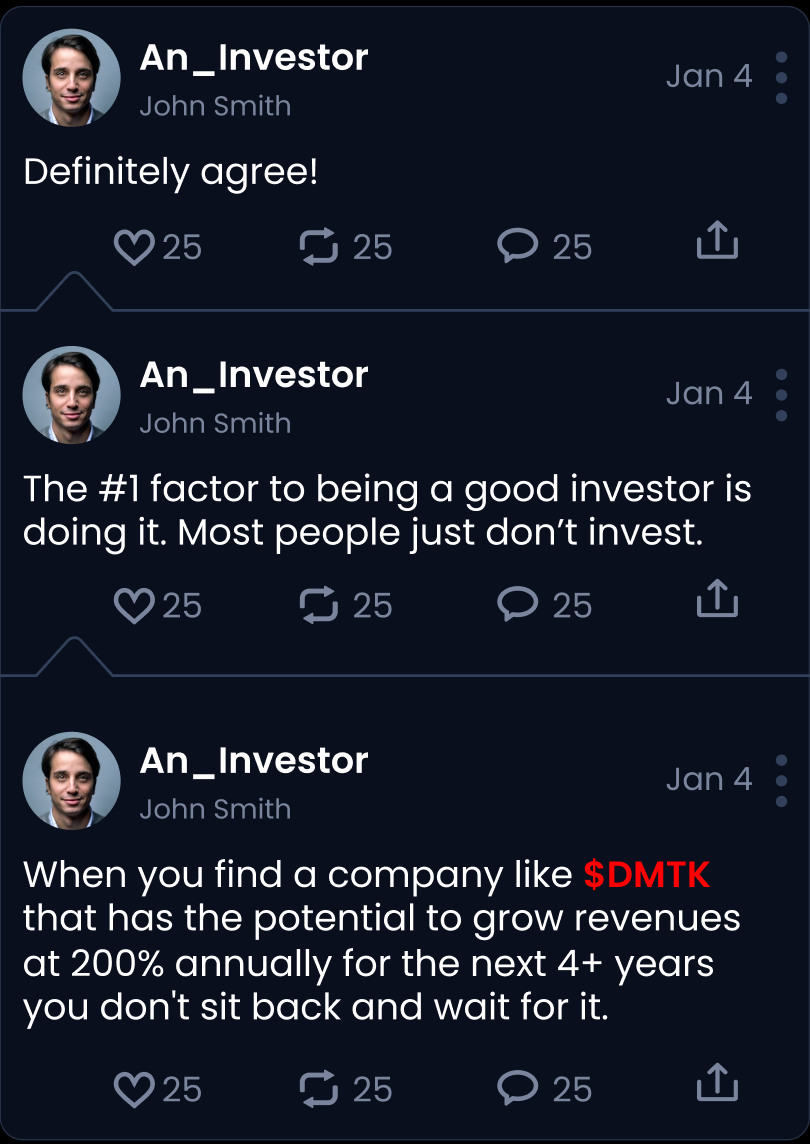 An_Investor
John Smith
Jan 4
Definitely agree!
25 25 25
An_Investor
John Smith
Jan 4
The #1 factor to being a good investor is
doing it. Most people just don’t invest.
25 25 25
An_Investor
John Smith
Jan 4
When you find a company like $DMTK
that has the potential to grow revenues
at 200% annually for the next 4+ years
you don't sit back and wait for it.
25 25 25